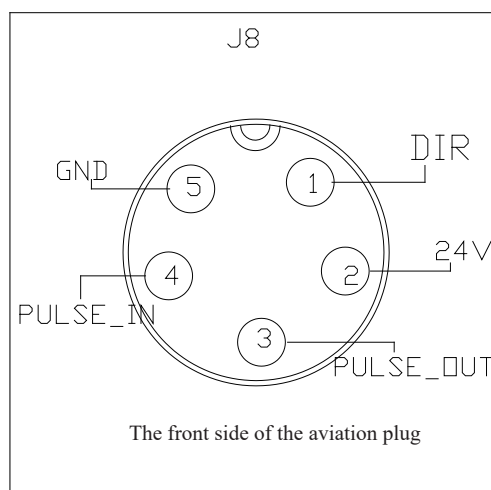 J8
DIR
GND
5
1
24V
4
2
PULSE_IN
3
PULSE_OUT
The front side of the aviation plug